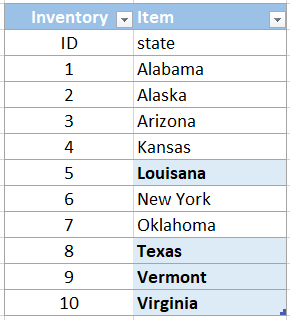 Inventory Item
ID state
1 Alabama
2 Alaska
3 Arizona
4 Kansas
5 Louisana
6 New York
7 Oklahoma
8 Texas
9 Vermont
10 Virginia